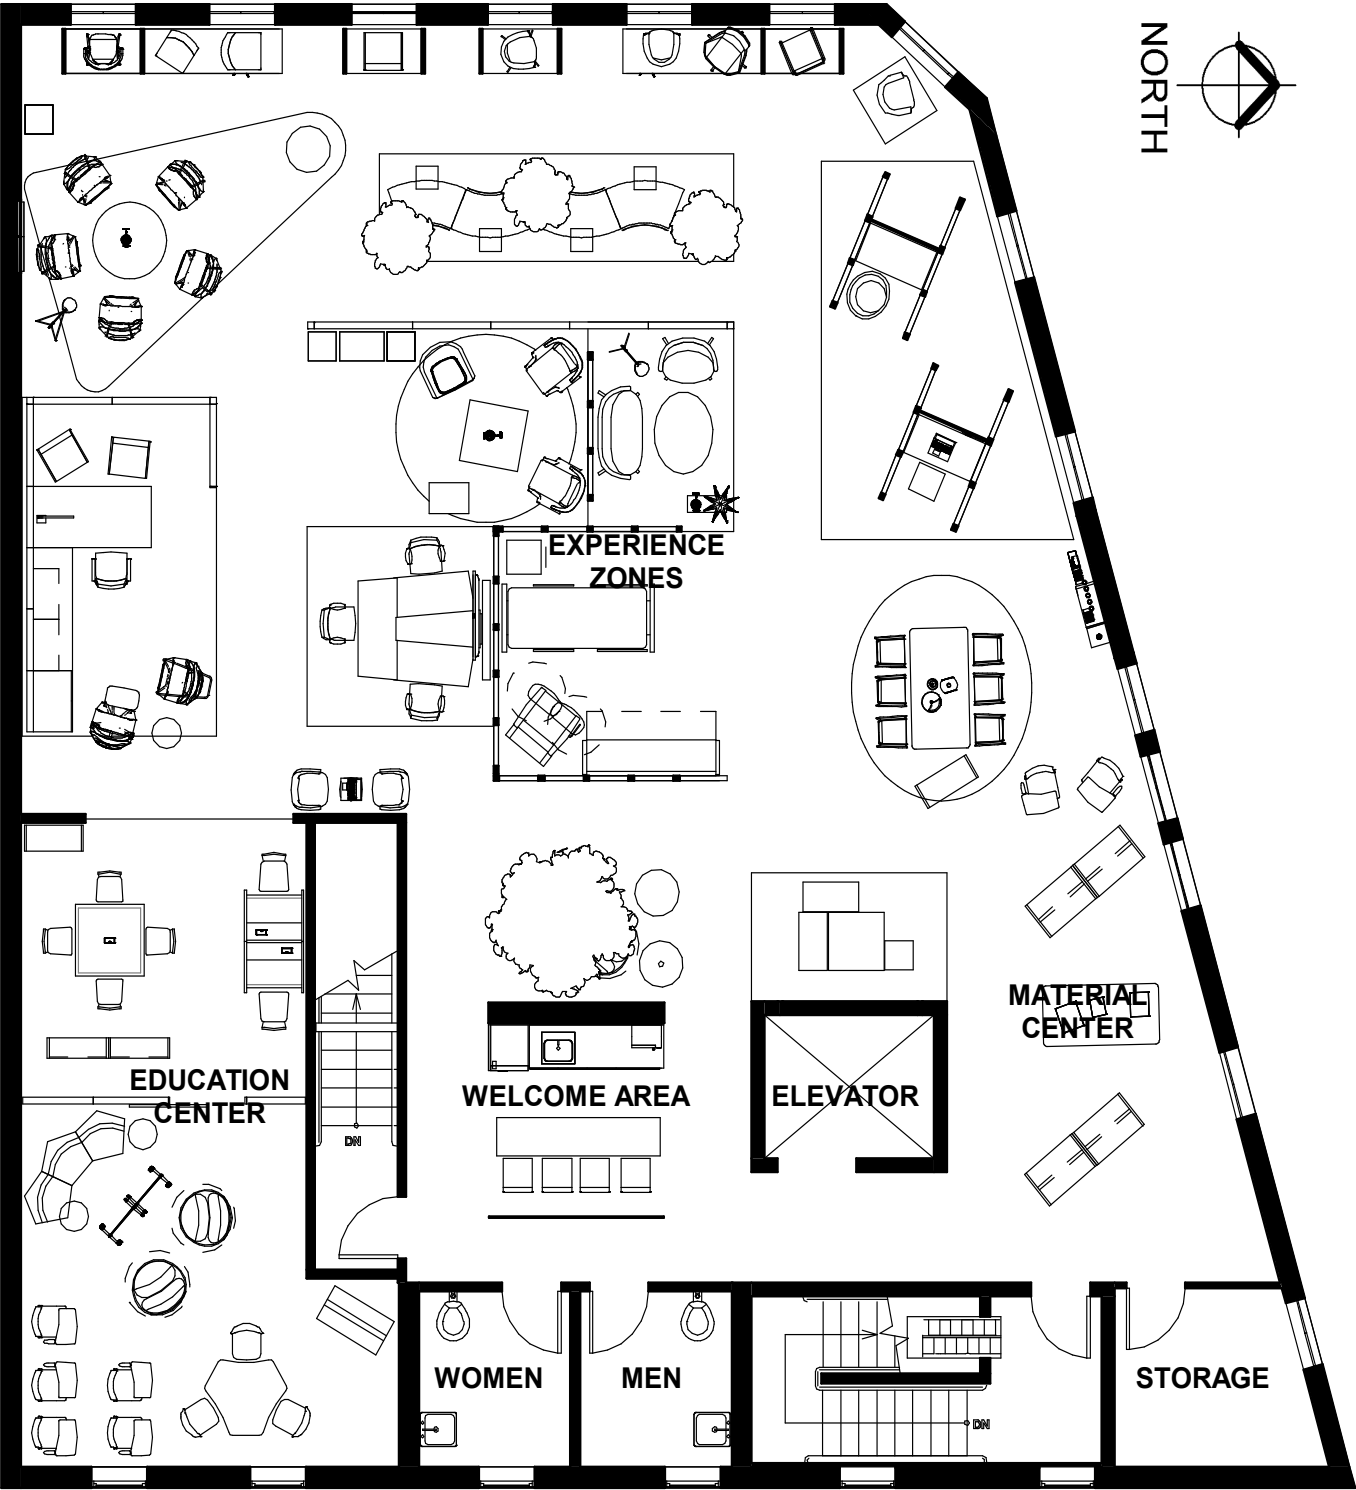 NORTH
EXPERIENCE
ZONES
MATERIAL
CENTER
EDUCATION
CENTER
WELCOME AREA
ELEVATOR
DN
WOMEN
MEN
STORAGE
DN